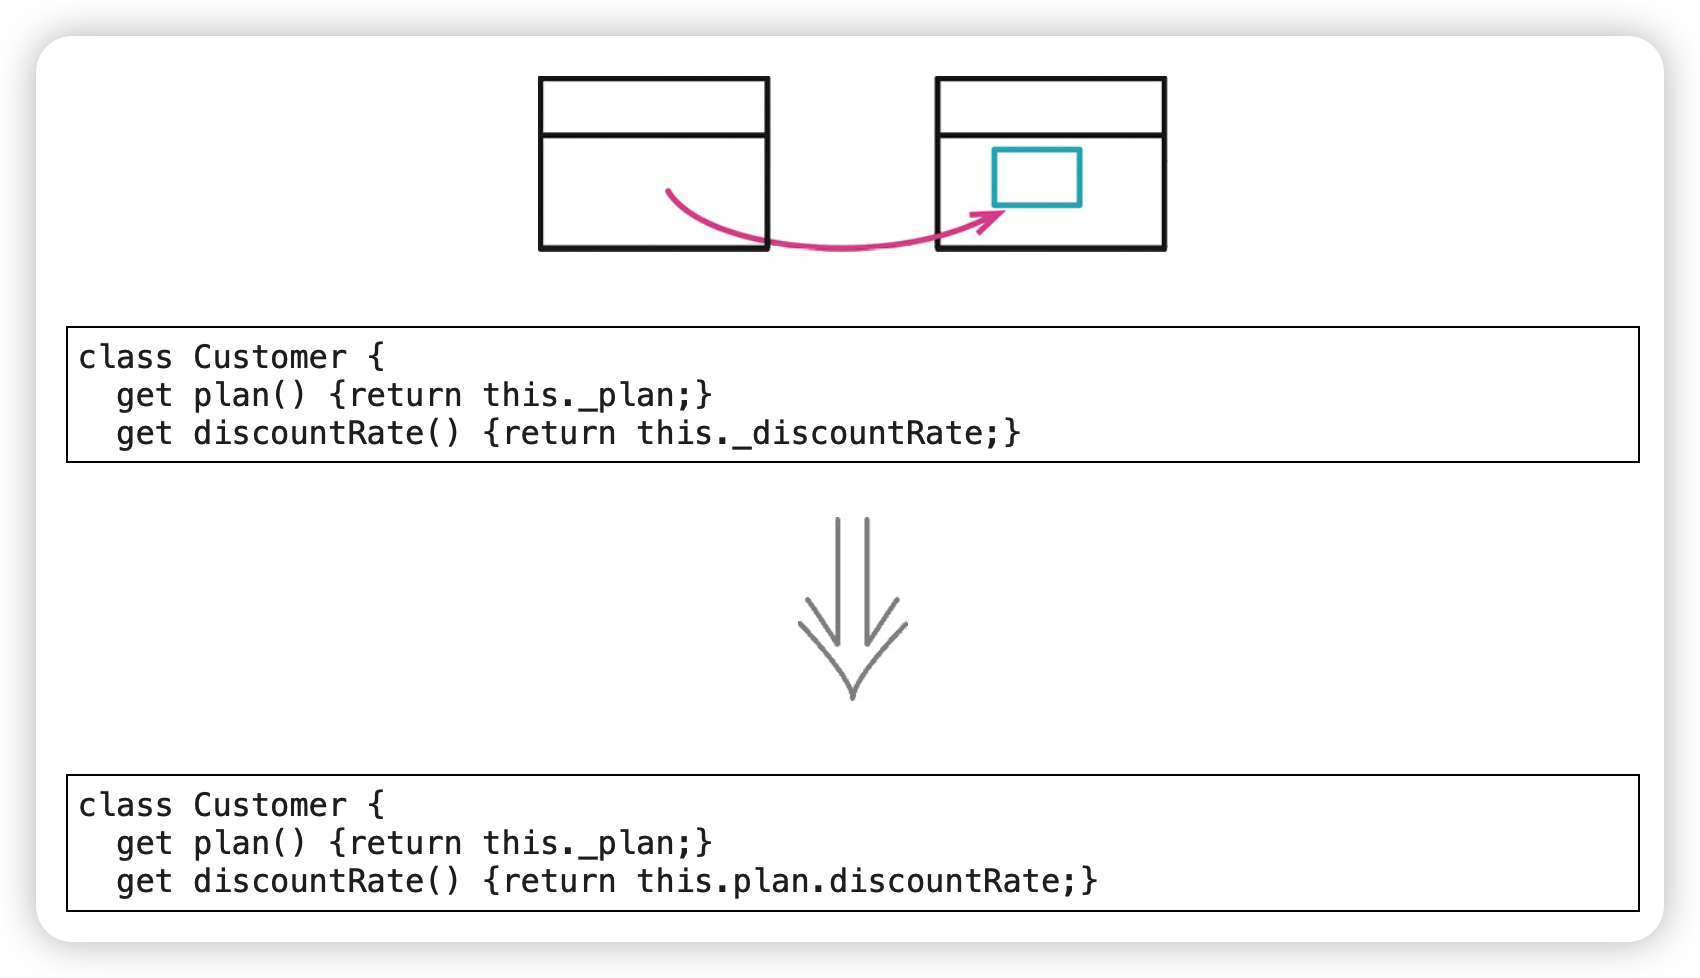 class Customer {
  get plan() {return this._plan;}
  get discountRate() {return this._discountRate;}
class Customer {
  get plan() {return this._plan;}
  get discountRate() {return this.plan.discountRate;}